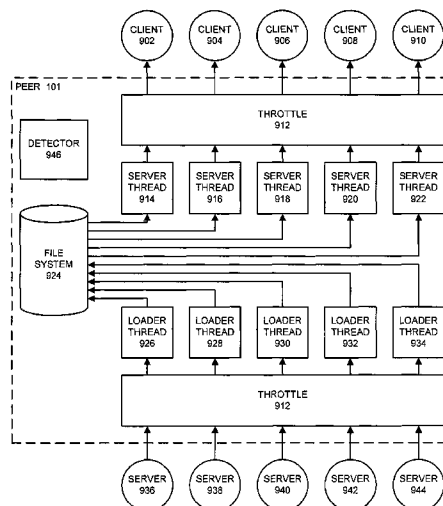 CLIENT
902
CLIENT
904
CLIENT
906
CLIENT
908
CLIENT
910
PEER 101
THROTTLE
912
DETECTOR
946
SERVER
THREAD
914
SERVER
THREAD
916
SERVER
THREAD
918
SERVER
THREAD
920
SERVER
THREAD
922
FILE
SYSTEM
924
LOADER
THREAD
926
LOADER
THREAD
928
LOADER
THREAD
930
LOADER
THREAD
932
LOADER
THREAD
934
THROTTLE
912
SERVER
936
SERVER
938
SERVER
940
SERVER
942
SERVER
944